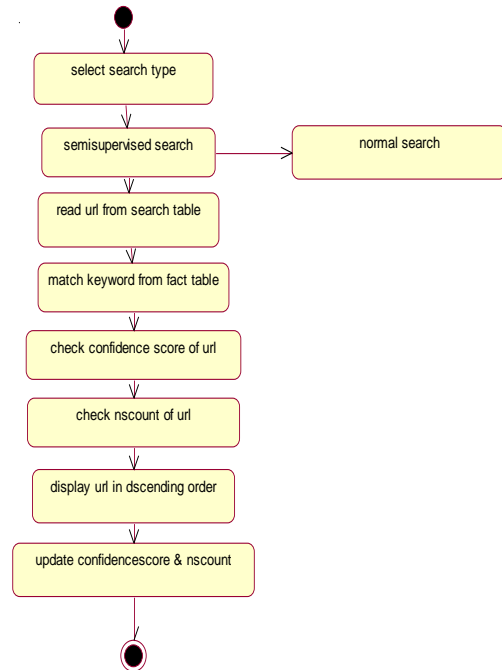 select search type
semisupervised search
normal search
read url from search table
match keyword from fact table
check confidence score of url
check nscount of url
display url in dscending order
update confidencescore & nscount